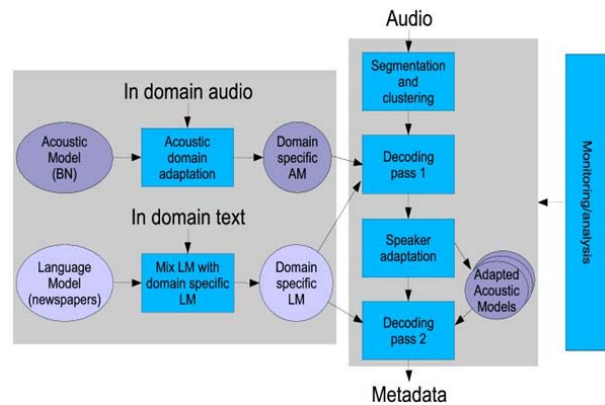 Audio
Segmentation
and
clustering
In domain audio
Acoustic
Model
(BN)
Acoustic
domain
adaptation
Domain
specific
AM
Decoding
pass 1
In domain text
Language
Model
(newspapers)
Mix LM with
domain specific
LM
Domain
specific
LM
Speaker
adaptation
Adapted
Acoustic
Models
Decoding
pass 2
Metadata
Monitoring/analysis